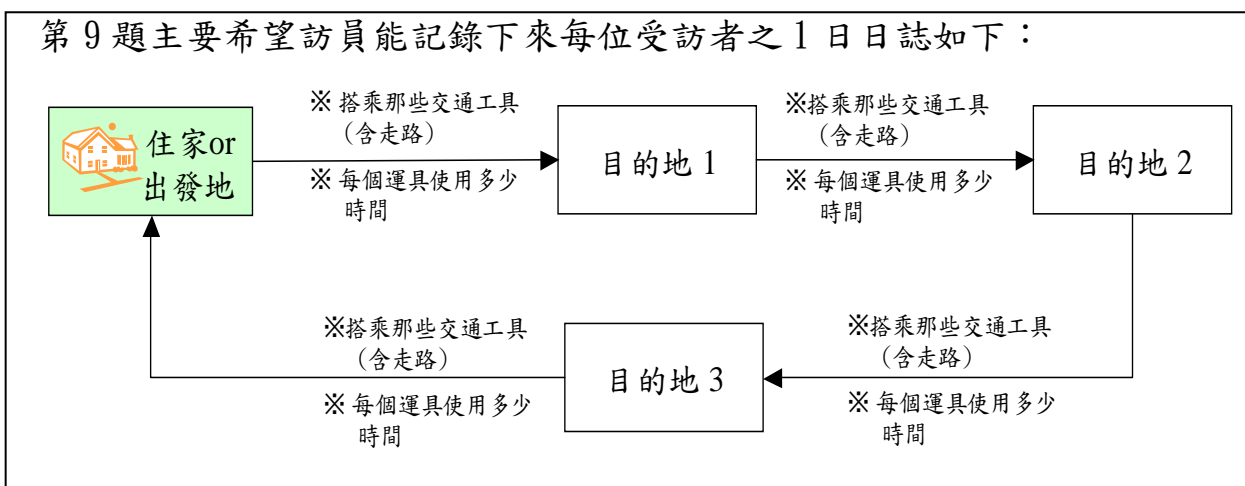 第 9 題主要希望訪員能記錄下來每位受訪者之 1 日日誌如下：
住家or
出發地
※ 搭乘那些交通工具
（含走路）
※ 每個運具使用多少
時間
目的地 1
※搭乘那些交通工具
（含走路）
※ 每個運具使用多少
時間
目的地 2
※搭乘那些交通工具
（含走路）
※ 每個運具使用多少
時間
目的地 3
※搭乘那些交通工具
（含走路）
※ 每個運具使用多少
時間